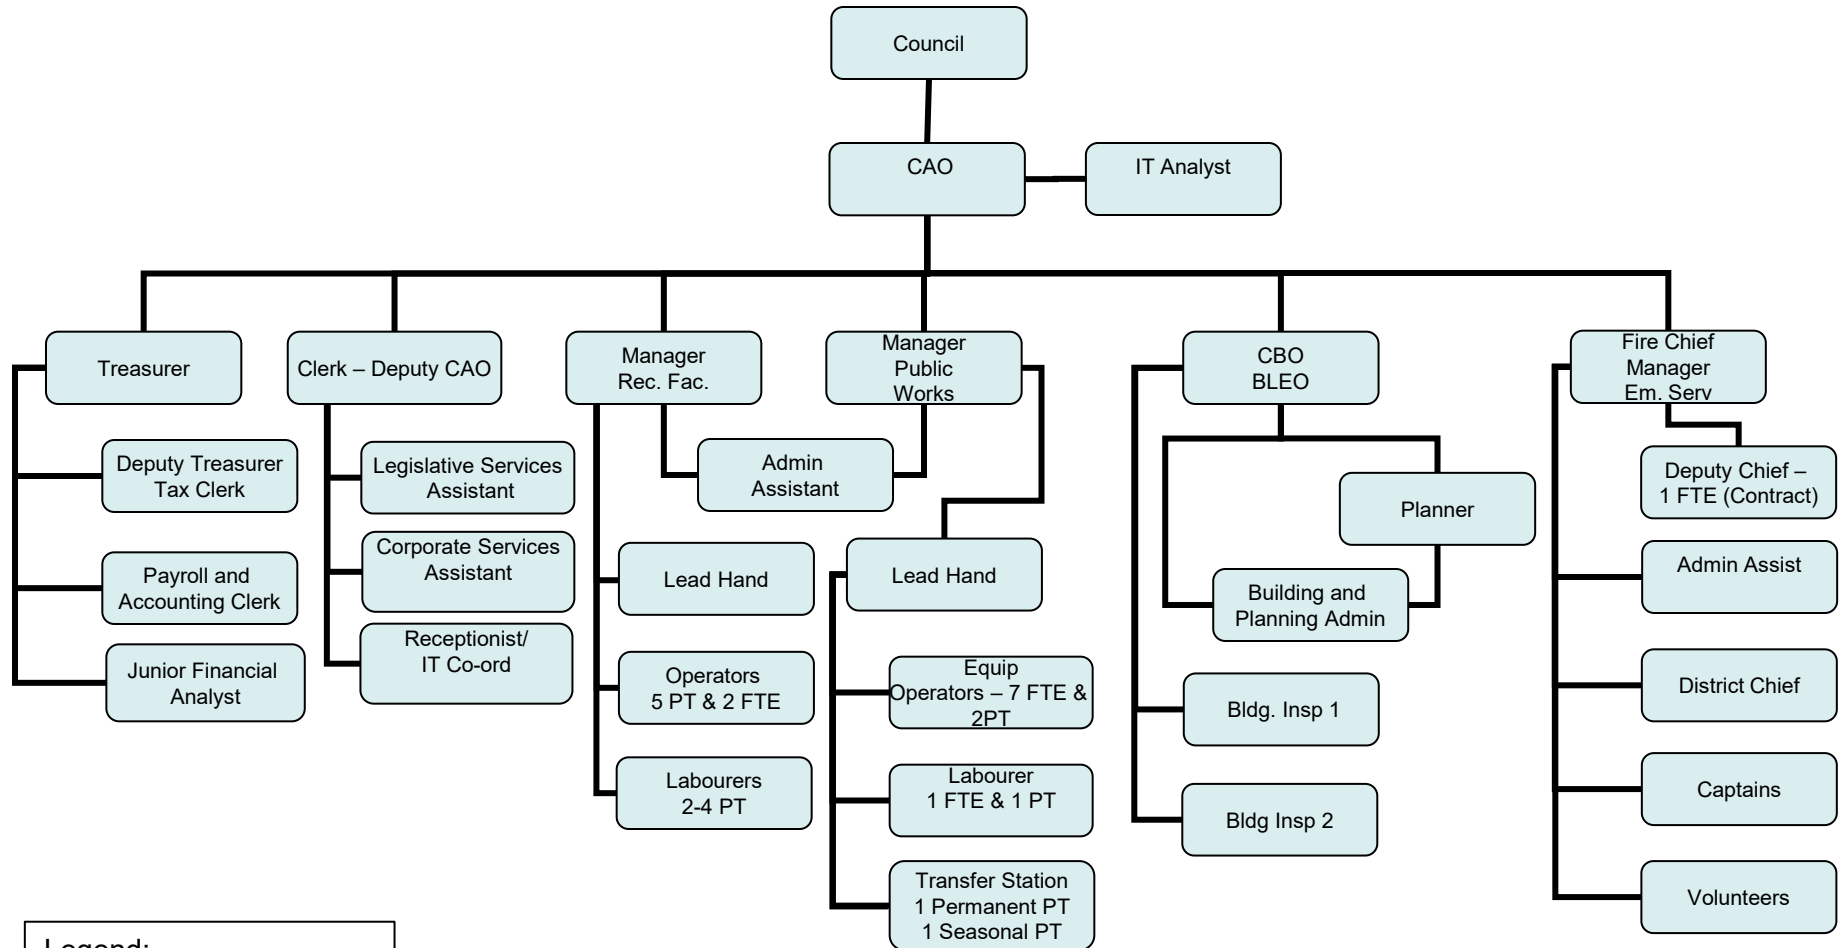 Council
CAO
IT Analyst
Treasurer
Clerk – Deputy CAO
Manager
Rec. Fac.
Manager
Public
Works
CBO
BLEO
Fire Chief
Manager
Em. Serv
Deputy Treasurer
Tax Clerk
Payroll and
Accounting Clerk
Junior Financial
Analyst
Legislative Services
Assistant
Corporate Services
Assistant
Receptionist/
IT Co-ord
Admin
Assistant
Lead Hand
Operators
5 PT & 2 FTE
Labourers
2-4 PT
Lead Hand
Equip
Operators – 7 FTE &
2PT
Labourer
1 FTE & 1 PT
Transfer Station
1 Permanent PT
1 Seasonal PT
Planner
Building and
Planning Admin
Bldg. Insp 1
Bldg Insp 2
Deputy Chief –
1 FTE (Contract)
Admin Assist
District Chief
Captains
Volunteers
Legend: